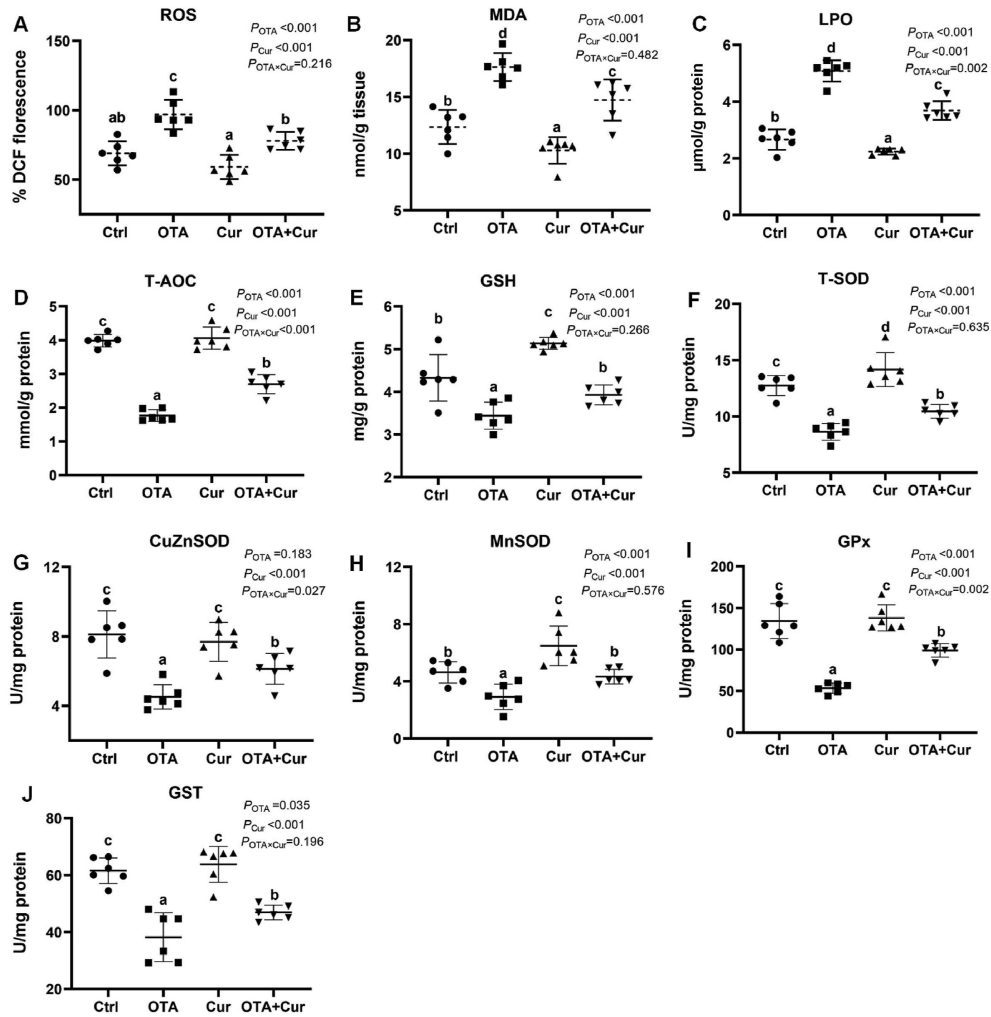 A
ROS
P_OTA <0.001
P_Cur <0.001
P_OTA×Cur=0.216
% DCF florescence
150
100
50
ab
c
a
b
Ctrl
OTA
Cur
OTA+Cur
B
MDA
P_OTA <0.001
P_Cur <0.001
P_OTA×Cur=0.482
nmol/g tissue
20
15
10
5
b
d
a
c
Ctrl
OTA
Cur
OTA+Cur
C
LPO
P_OTA <0.001
P_Cur <0.001
P_OTA×Cur=0.002
μmol/g protein
6
4
2
0
b
d
a
c
Ctrl
OTA
Cur
OTA+Cur
D
T-AOC
P_OTA <0.001
P_Cur <0.001
P_OTA×Cur<0.001
mmol/g protein
5
4
3
2
1
0
c
a
c
b
Ctrl
OTA
Cur
OTA+Cur
E
GSH
P_OTA <0.001
P_Cur <0.001
P_OTA×Cur=0.266
mg/g protein
6
5
4
3
2
b
a
c
b
Ctrl
OTA
Cur
OTA+Cur
F
T-SOD
P_OTA <0.001
P_Cur <0.001
P_OTA×Cur=0.635
U/mg protein
20
15
10
5
c
a
d
b
Ctrl
OTA
Cur
OTA+Cur
G
CuZnSOD
P_OTA =0.183
P_Cur <0.001
P_OTA×Cur=0.027
U/mg protein
12
8
4
c
a
c
b
Ctrl
OTA
Cur
OTA+Cur
H
MnSOD
P_OTA <0.001
P_Cur <0.001
P_OTA×Cur=0.576
U/mg protein
12
8
4
0
b
a
c
b
Ctrl
OTA
Cur
OTA+Cur
I
GPx
P_OTA <0.001
P_Cur <0.001
P_OTA×Cur=0.002
U/mg protein
200
150
100
50
0
c
a
c
b
Ctrl
OTA
Cur
OTA+Cur
J
GST
P_OTA =0.035
P_Cur <0.001
P_OTA×Cur=0.196
U/mg protein
80
60
40
20
c
a
c
b
Ctrl
OTA
Cur
OTA+Cur